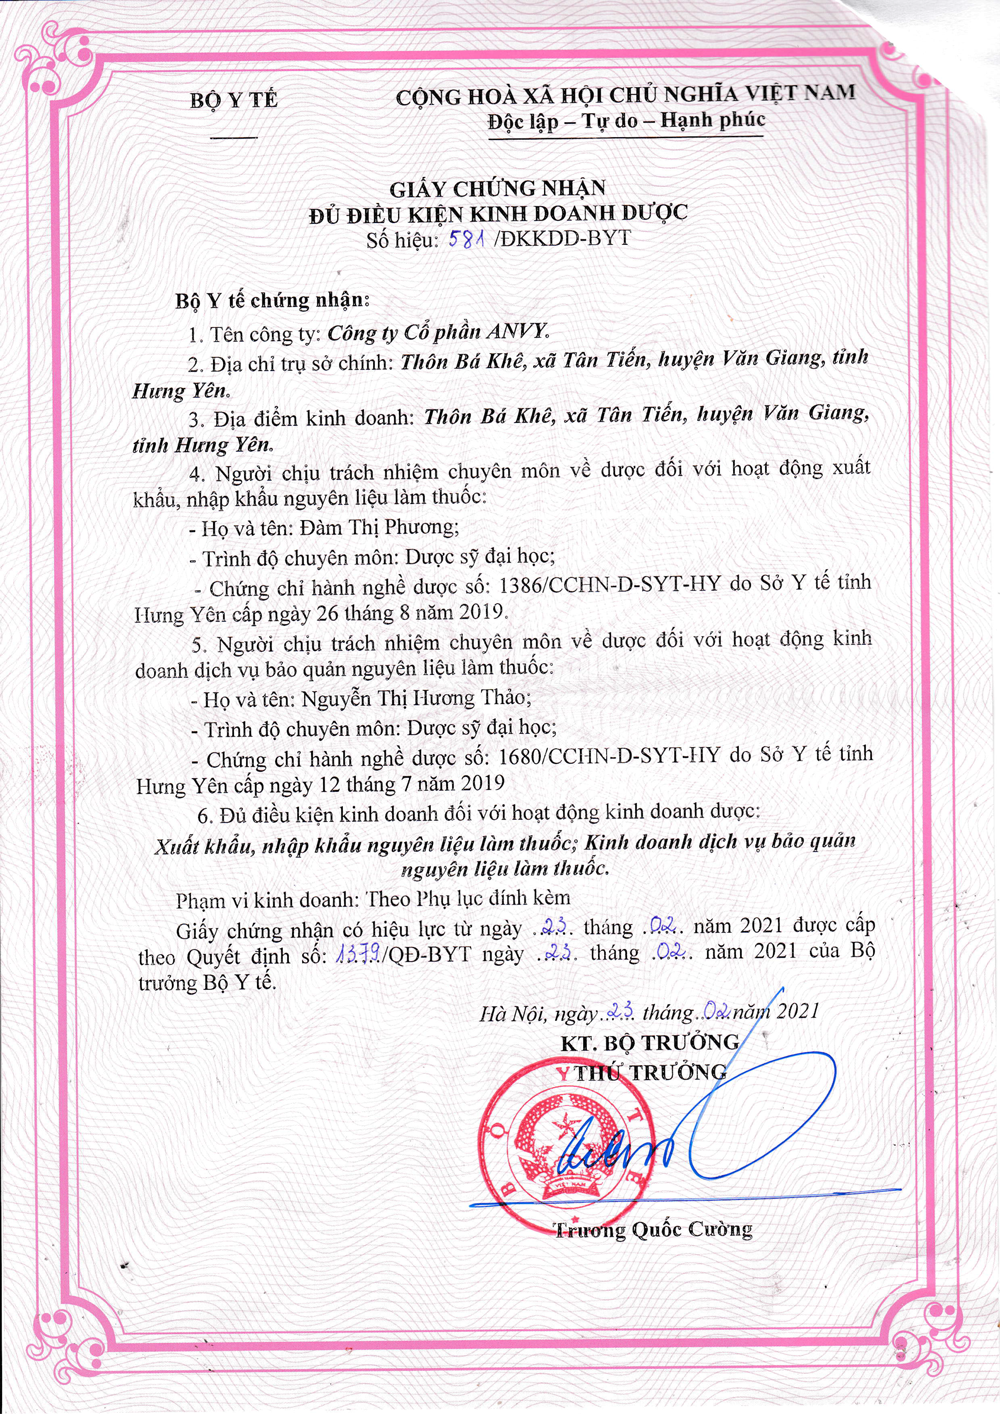 BỘ Y TẾ
CỘNG HOÀ XÃ HỘI CHỦ NGHĨA VIỆT NAM
Độc lập – Tự do – Hạnh phúc
GIẤY CHỨNG NHẬN
ĐỦ ĐIỀU KIỆN KINH DOANH DƯỢC
Số hiệu: 581 /ĐKKDD-BYT
Bộ Y tế chứng nhận:
1. Tên công ty: Công ty Cổ phần ANVY.
2. Địa chỉ trụ sở chính: Thôn Bá Khê, xã Tân Tiến, huyện Văn Giang, tỉnh
Hưng Yên.
3. Địa điểm kinh doanh: Thôn Bá Khê, xã Tân Tiến, huyện Văn Giang,
tỉnh Hưng Yên.
4. Người chịu trách nhiệm chuyên môn về dược đối với hoạt động xuất
khẩu, nhập khẩu nguyên liệu làm thuốc:
- Họ và tên: Đàm Thị Phương;
- Trình độ chuyên môn: Dược sỹ đại học;
- Chứng chỉ hành nghề dược số: 1386/CCHN-D-SYT-HY do Sở Y tế tỉnh
Hưng Yên cấp ngày 26 tháng 8 năm 2019.
5. Người chịu trách nhiệm chuyên môn về dược đối với hoạt động kinh
doanh dịch vụ bảo quản nguyên liệu làm thuốc:
- Họ và tên: Nguyễn Thị Hương Thảo;
- Trình độ chuyên môn: Dược sỹ đại học;
- Chứng chỉ hành nghề dược số: 1680/CCHN-D-SYT-HY do Sở Y tế tỉnh
Hưng Yên cấp ngày 12 tháng 7 năm 2019
6. Đủ điều kiện kinh doanh đối với hoạt động kinh doanh dược:
Xuất khẩu, nhập khẩu nguyên liệu làm thuốc; Kinh doanh dịch vụ bảo quản
nguyên liệu làm thuốc.
Phạm vi kinh doanh: Theo Phụ lục đính kèm
Giấy chứng nhận có hiệu lực từ ngày .23. tháng .02. năm 2021 được cấp
theo Quyết định số: 1379/QĐ-BYT ngày .23. tháng .02. năm 2021 của Bộ
trưởng Bộ Y tế.
Hà Nội, ngày..23.. tháng..02.năm 2021
KT. BỘ TRƯỞNG
THỨ TRƯỞNG
BỘ Y TẾ
VIỆT NAM
Trương Quốc Cường